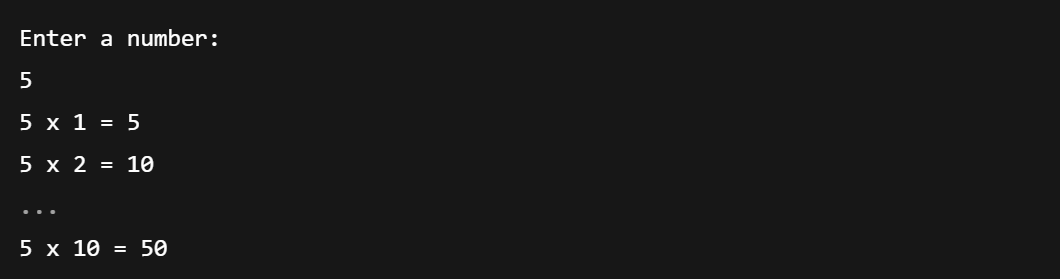 Enter a number:
5
5 x 1 = 5
5 x 2 = 10
...
5 x 10 = 50